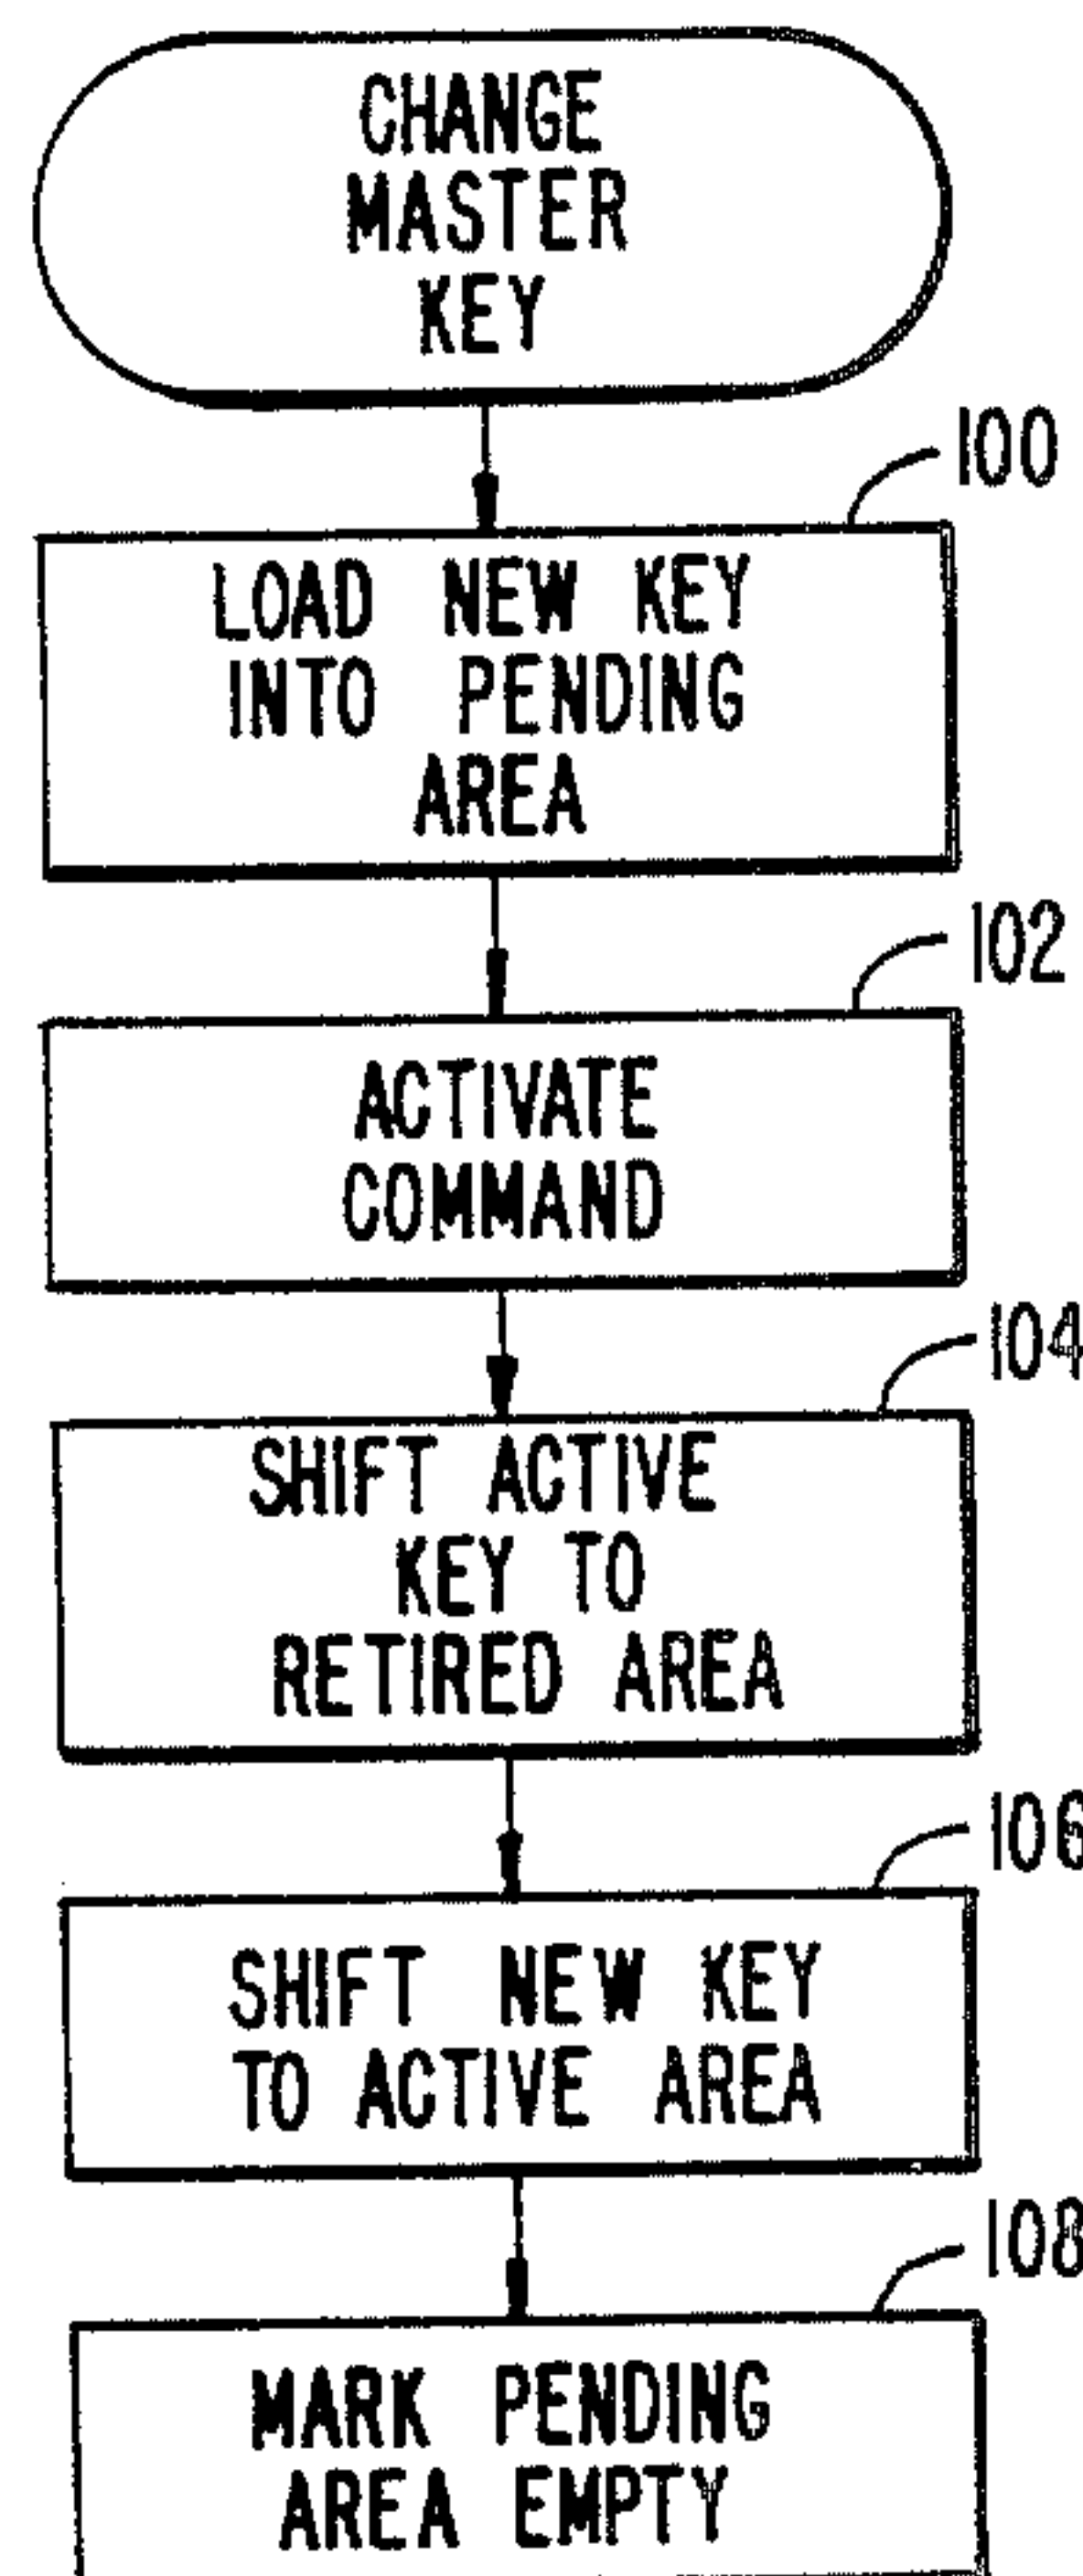 CHANGE
MASTER
KEY
100
LOAD NEW KEY
INTO PENDING
AREA
102
ACTIVATE
COMMAND
104
SHIFT ACTIVE
KEY TO
RETIRED AREA
106
SHIFT NEW KEY
TO ACTIVE AREA
108
MARK PENDING
AREA EMPTY